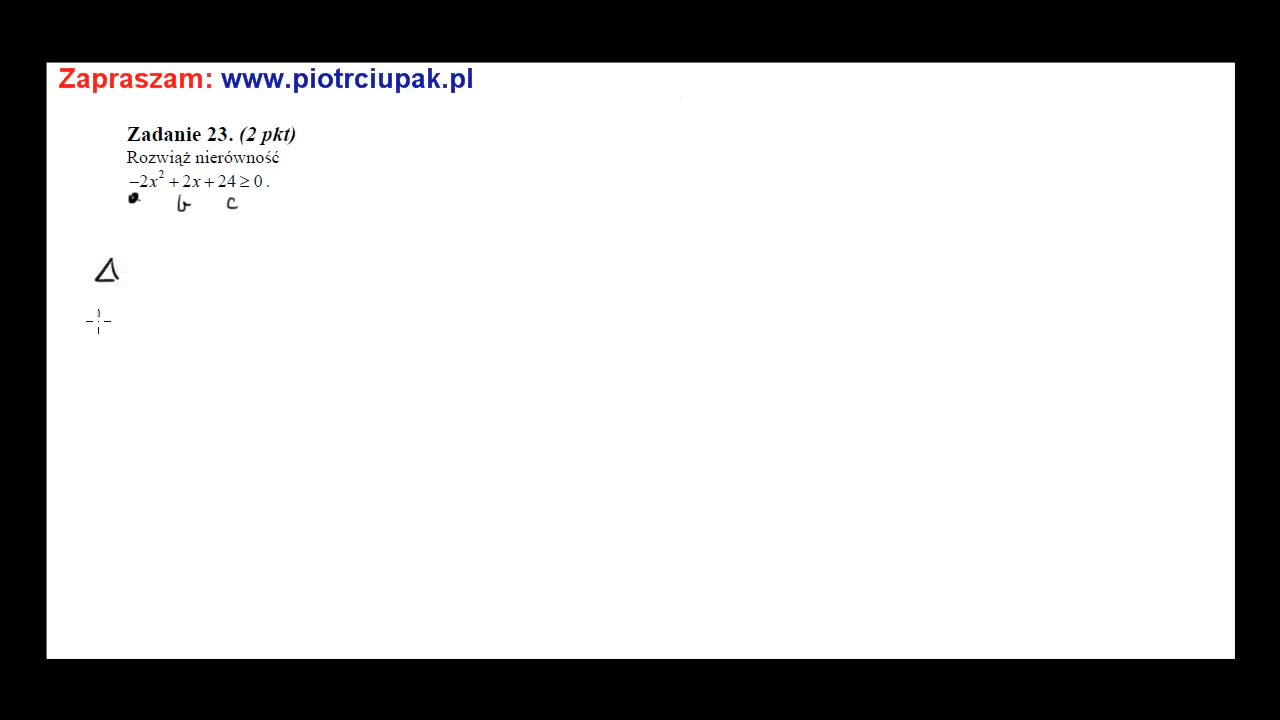 Zapraszam: www.piotrciupak.pl
Zadanie 23. (2 pkt)
Rozwiąż nierówność
−2x² + 2x + 24 ≥ 0 .
a b c
Δ